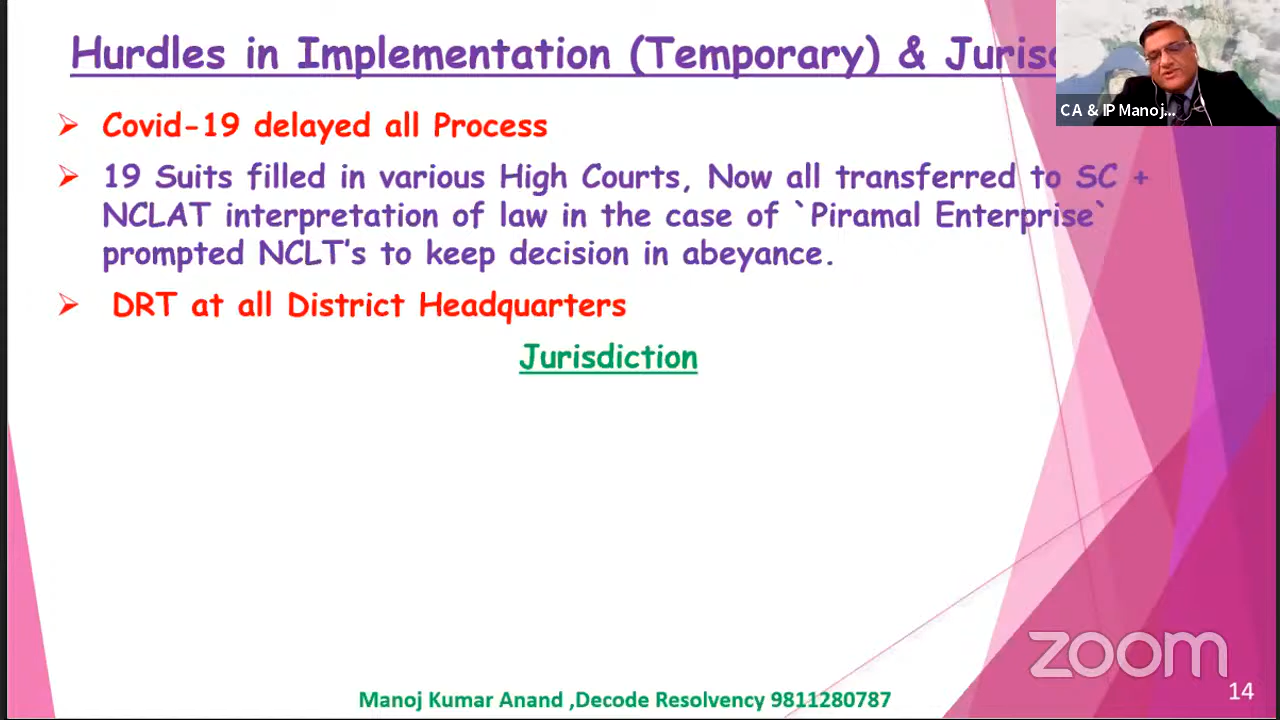 Hurdles in Implementation (Temporary) & Juriso
➢ Covid-19 delayed all Process
➢ 19 Suits filled in various High Courts, Now all transferred to SC +
NCLAT interpretation of law in the case of `Piramal Enterprise`
prompted NCLT’s to keep decision in abeyance.
➢ DRT at all District Headquarters
Jurisdiction
CA & IP Manoj...
zoom
Manoj Kumar Anand ,Decode Resolvency 9811280787
14